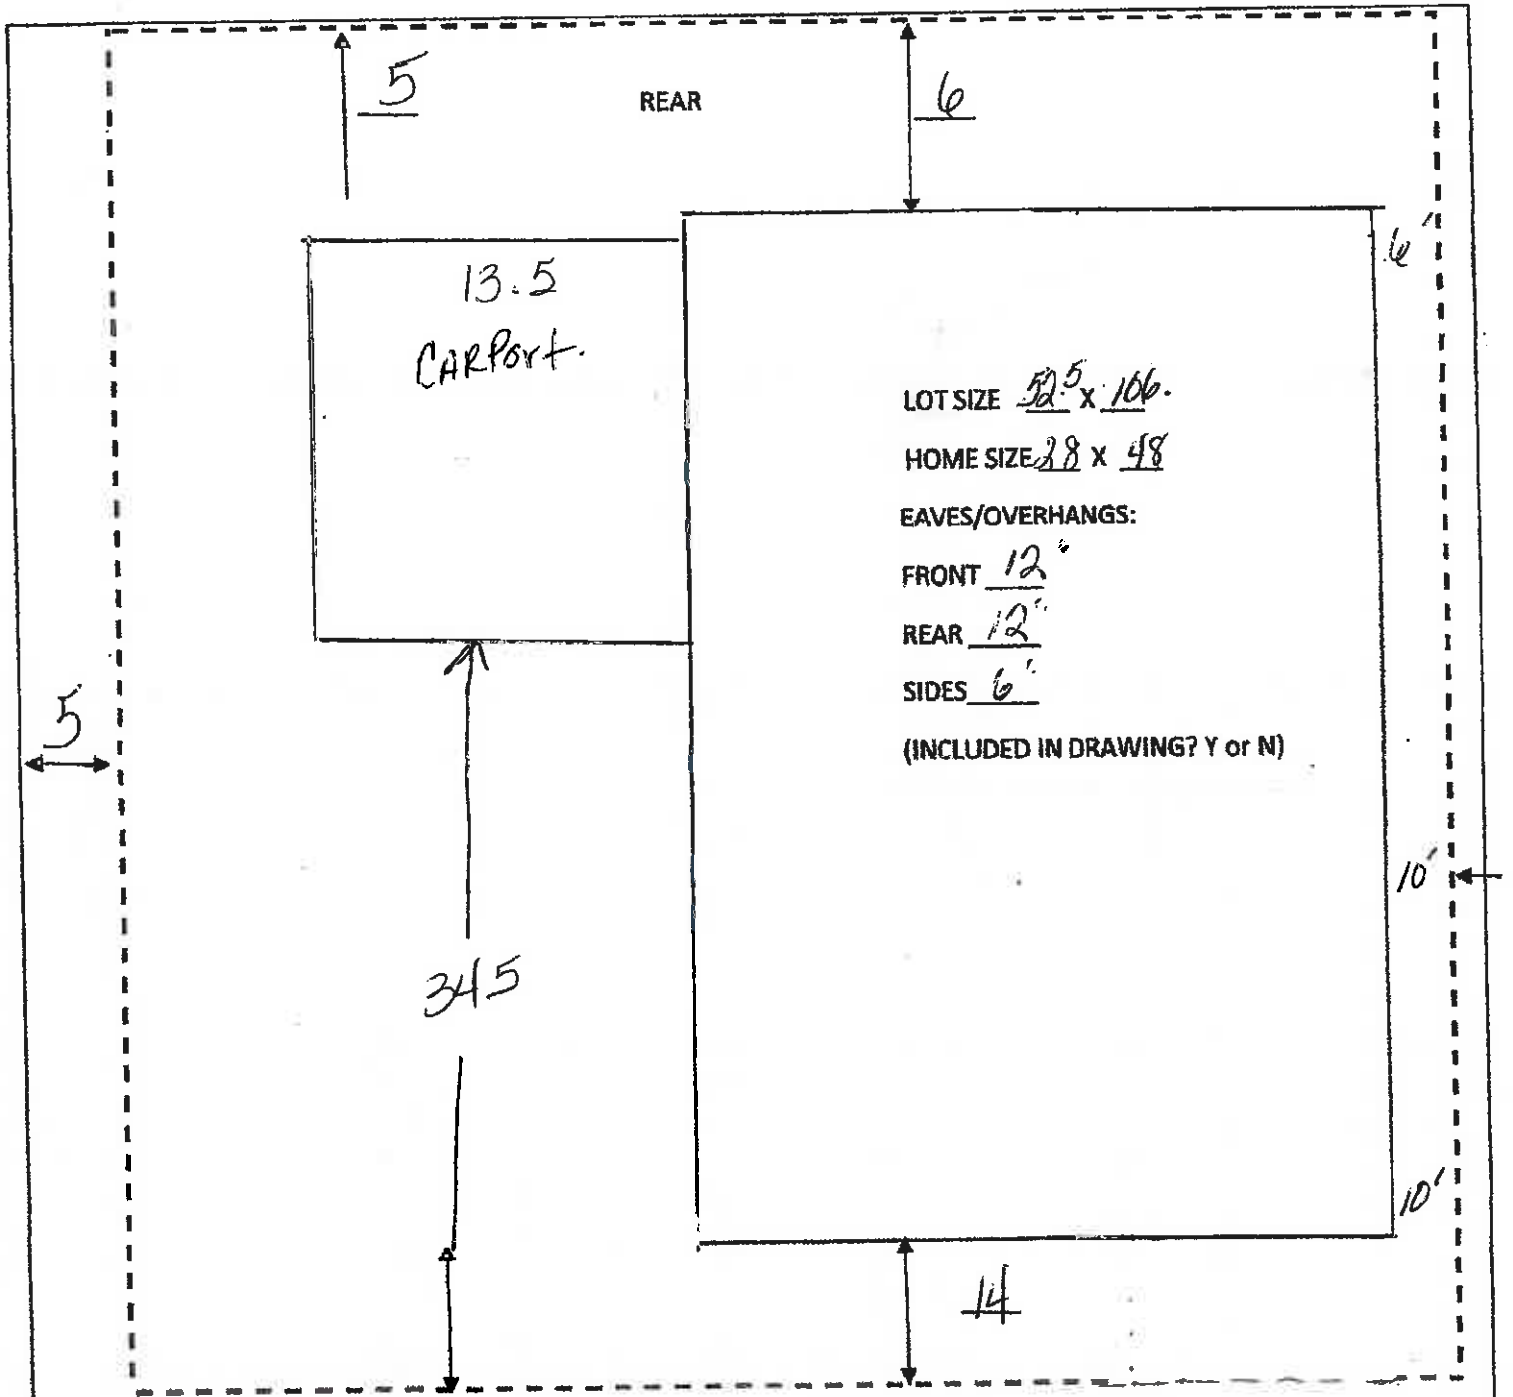 5
REAR
6
13.5
CARPort.
6'
LOT SIZE 52.5 X 106.
HOME SIZE 28 X 48
EAVES/OVERHANGS:
FRONT 12"
REAR 12"
SIDES 6"
(INCLUDED IN DRAWING? Y or N)
5
10'
345
10'
14